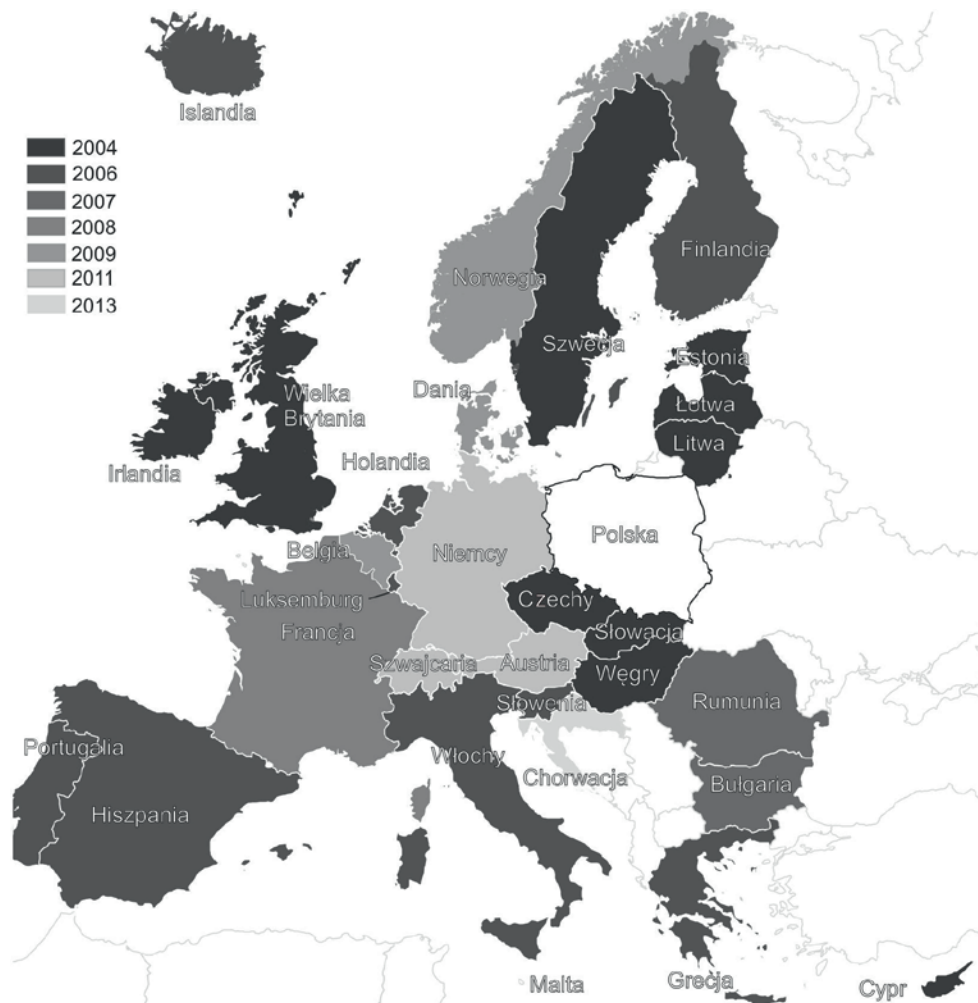 Islandia
2004
2006
2007
2008
2009
2011
2013
Finlandia
Norwegia
Szwecja
Estonia
Dania
Wielka
Brytania
Łotwa
Litwa
Holandia
Irlandia
Polska
Belgia
Niemcy
Luksemburg
Czechy
Francja
Słowacja
Szwajcaria
Austria
Węgry
Słowenia
Rumunia
Portugalia
Włochy
Chorwacja
Bułgaria
Hiszpania
Malta
Grecja
Cypr